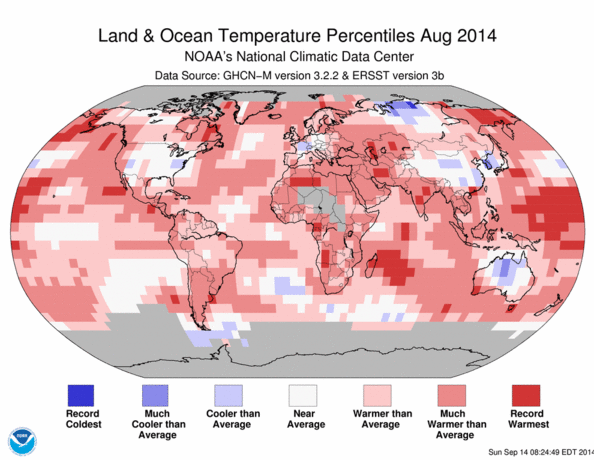 Land & Ocean Temperature Percentiles Aug 2014
NOAA's National Climatic Data Center
Data Source: GHCN–M version 3.2.2 & ERSST version 3b
Record
Coldest
Much
Cooler than
Average
Cooler than
Average
Near
Average
Warmer than
Average
Much
Warmer than
Average
Record
Warmest
NOAA
Sun Sep 14 08:24:49 EDT 2014